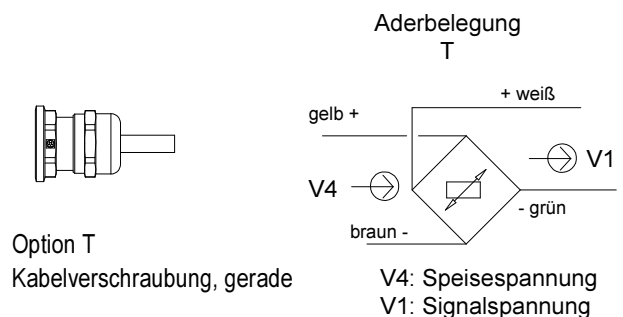 Aderbelegung
T
+ weiß
gelb +
V1
V4
- grün
braun -
Option T
Kabelverschraubung, gerade
V4: Speisespannung
V1: Signalspannung